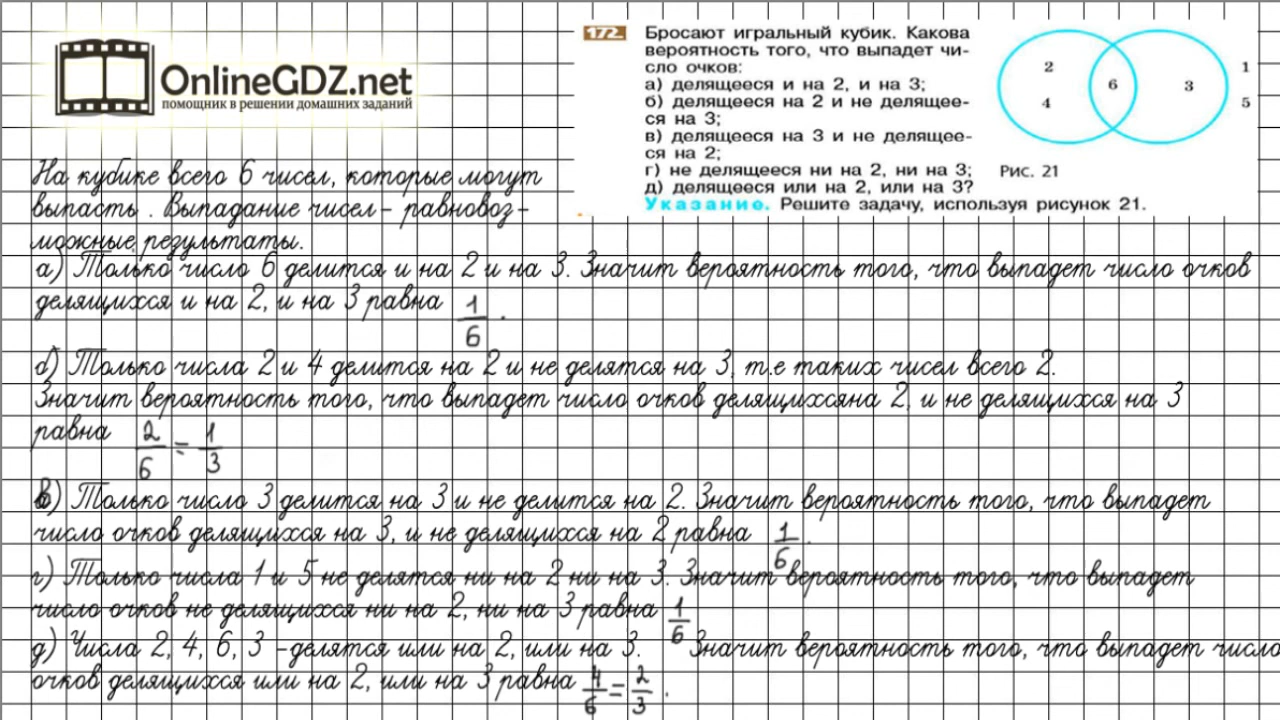 OnlineGDZ.net
помощник в решении домашних заданий
172. Бросают игральный кубик. Какова
вероятность того, что выпадет чи-
сло очков:
а) делящееся и на 2, и на 3;
б) делящееся на 2 и не делящее-
ся на 3;
в) делящееся на 3 и не делящее-
ся на 2;
г) не делящееся ни на 2, ни на 3;
д) делящееся или на 2, или на 3?
Указание. Решите задачу, используя рисунок 21.
2 1
6 3
4 5
Рис. 21
На кубике всего 6 чисел, которые могут
выпасть . Выпадание чисел - равновоз-
можные результаты.
а) Только число 6 делится и на 2 и на 3. Значит вероятность того, что выпадет число очков
делящихся и на 2, и на 3 равна 1/6 .
б) Только числа 2 и 4 делится на 2 и не делятся на 3, т.е таких чисел всего 2.
Значит вероятность того, что выпадет число очков делящихсяна 2, и не делящихся на 3
равна 2/6 = 1/3
в) Только число 3 делится на 3 и не делится на 2. Значит вероятность того, что выпадет
число очков делящихся на 3, и не делящихся на 2 равна 1/6 .
г) Только числа 1 и 5 не делятся ни на 2 ни на 3. Значит вероятность того, что выпадет
число очков не делящихся ни на 2, ни на 3 равна 1/6
д) Числа 2, 4, 6, 3 -делятся или на 2, или на 3. Значит вероятность того, что выпадет число
очков делящихся или на 2, или на 3 равна 4/6 = 2/3 .